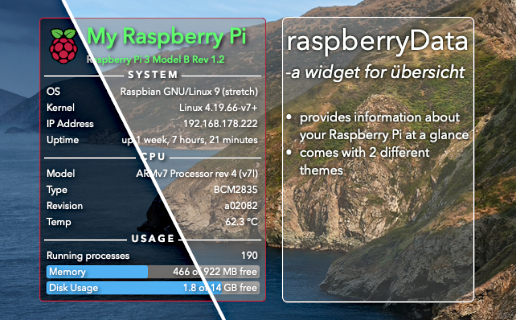 My Raspberry Pi
Raspberry Pi 3 Model B Rev 1.2
SYSTEM
OS Raspbian GNU/Linux 9 (stretch)
Kernel Linux 4.19.66-v7+
IP Address 192.168.178.222
Uptime up 1 week, 7 hours, 21 minutes
CPU
Model ARMv7 Processor rev 4 (v7l)
Type BCM2835
Revision a02082
Temp 62.3 °C
USAGE
Running processes 190
Memory 466 of 922 MB free
Disk Usage 1.8 of 14 GB free
raspberryData
-a widget for übersicht
• provides information about
your Raspberry Pi at a glance
• comes with 2 different
themes